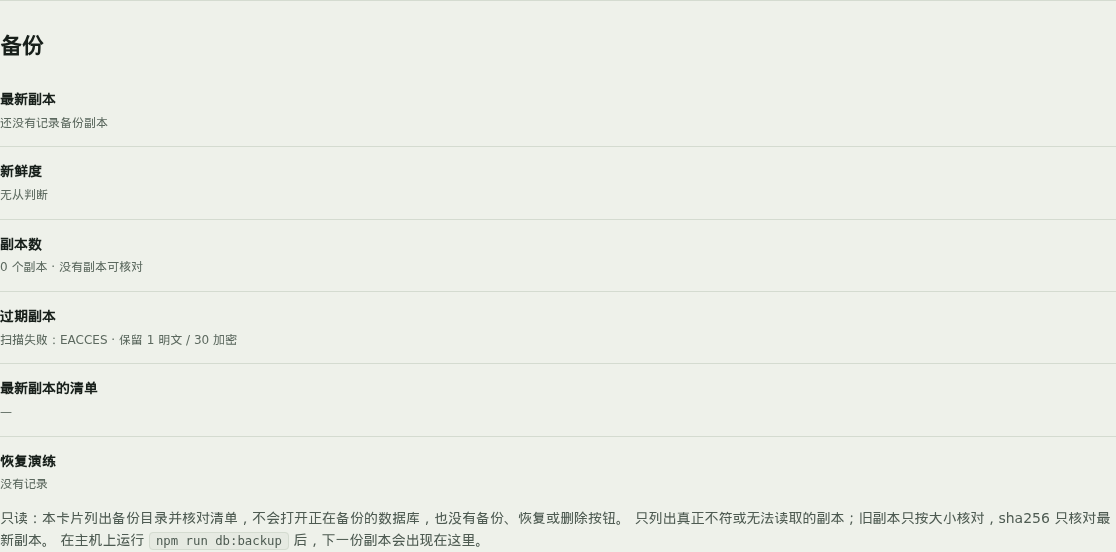 备份
最新副本
还没有记录备份副本
新鲜度
无从判断
副本数
0 个副本 · 没有副本可核对
过期副本
扫描失败：EACCES · 保留 1 明文 / 30 加密
最新副本的清单
—
恢复演练
没有记录
只读：本卡片列出备份目录并核对清单，不会打开正在备份的数据库，也没有备份、恢复或删除按钮。 只列出真正不符或无法读取的副本；旧副本只按大小核对，sha256 只核对最
新副本。 在主机上运行 npm run db:backup 后，下一份副本会出现在这里。